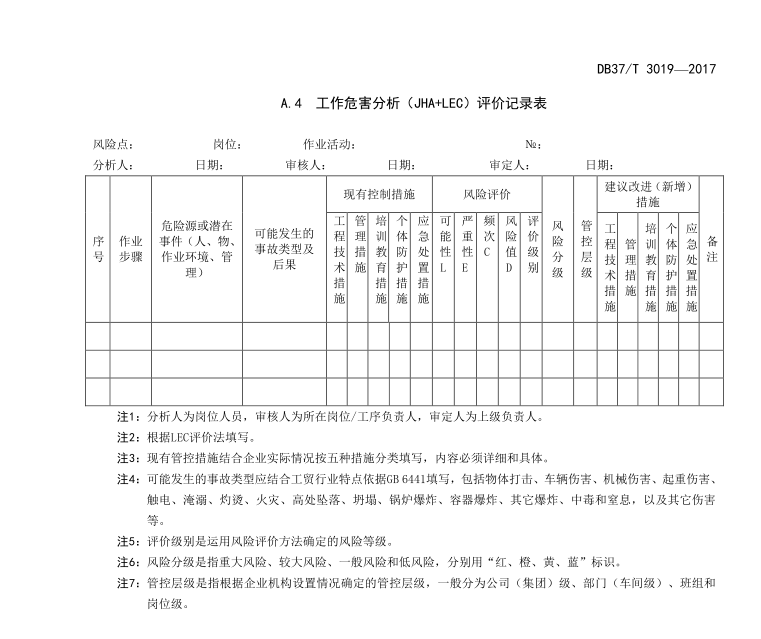 DB37/T 3019—2017
A.4 工作危害分析（JHA+LEC）评价记录表
风险点： 岗位： 作业活动： №：
分析人： 日期： 审核人： 日期： 审定人： 日期：
序号
作业步骤
危险源或潜在
事件（人、物、
作业环境、管
理）
可能发生的
事故类型及
后果
现有控制措施
工程技术措施
管理措施
培训教育措施
个体防护措施
应急处置措施
风险评价
可能性L
严重性E
频次C
风险值D
评价级别
风险分级
管控层级
建议改进（新增）
措施
工程技术措施
管理措施
培训教育措施
个体防护措施
应急处置措施
备注
注1：分析人为岗位人员，审核人为所在岗位/工序负责人，审定人为上级负责人。
注2：根据LEC评价法填写。
注3：现有管控措施结合企业实际情况按五种措施分类填写，内容必须详细和具体。
注4：可能发生的事故类型应结合工贸行业特点依据GB 6441填写，包括物体打击、车辆伤害、机械伤害、起重伤害、
触电、淹溺、灼烫、火灾、高处坠落、坍塌、锅炉爆炸、容器爆炸、其它爆炸、中毒和窒息，以及其它伤害
等。
注5：评价级别是运用风险评价方法确定的风险等级。
注6：风险分级是指重大风险、较大风险、一般风险和低风险，分别用“红、橙、黄、蓝”标识。
注7：管控层级是指根据企业机构设置情况确定的管控层级，一般分为公司（集团）级、部门（车间级）、班组和
岗位级。